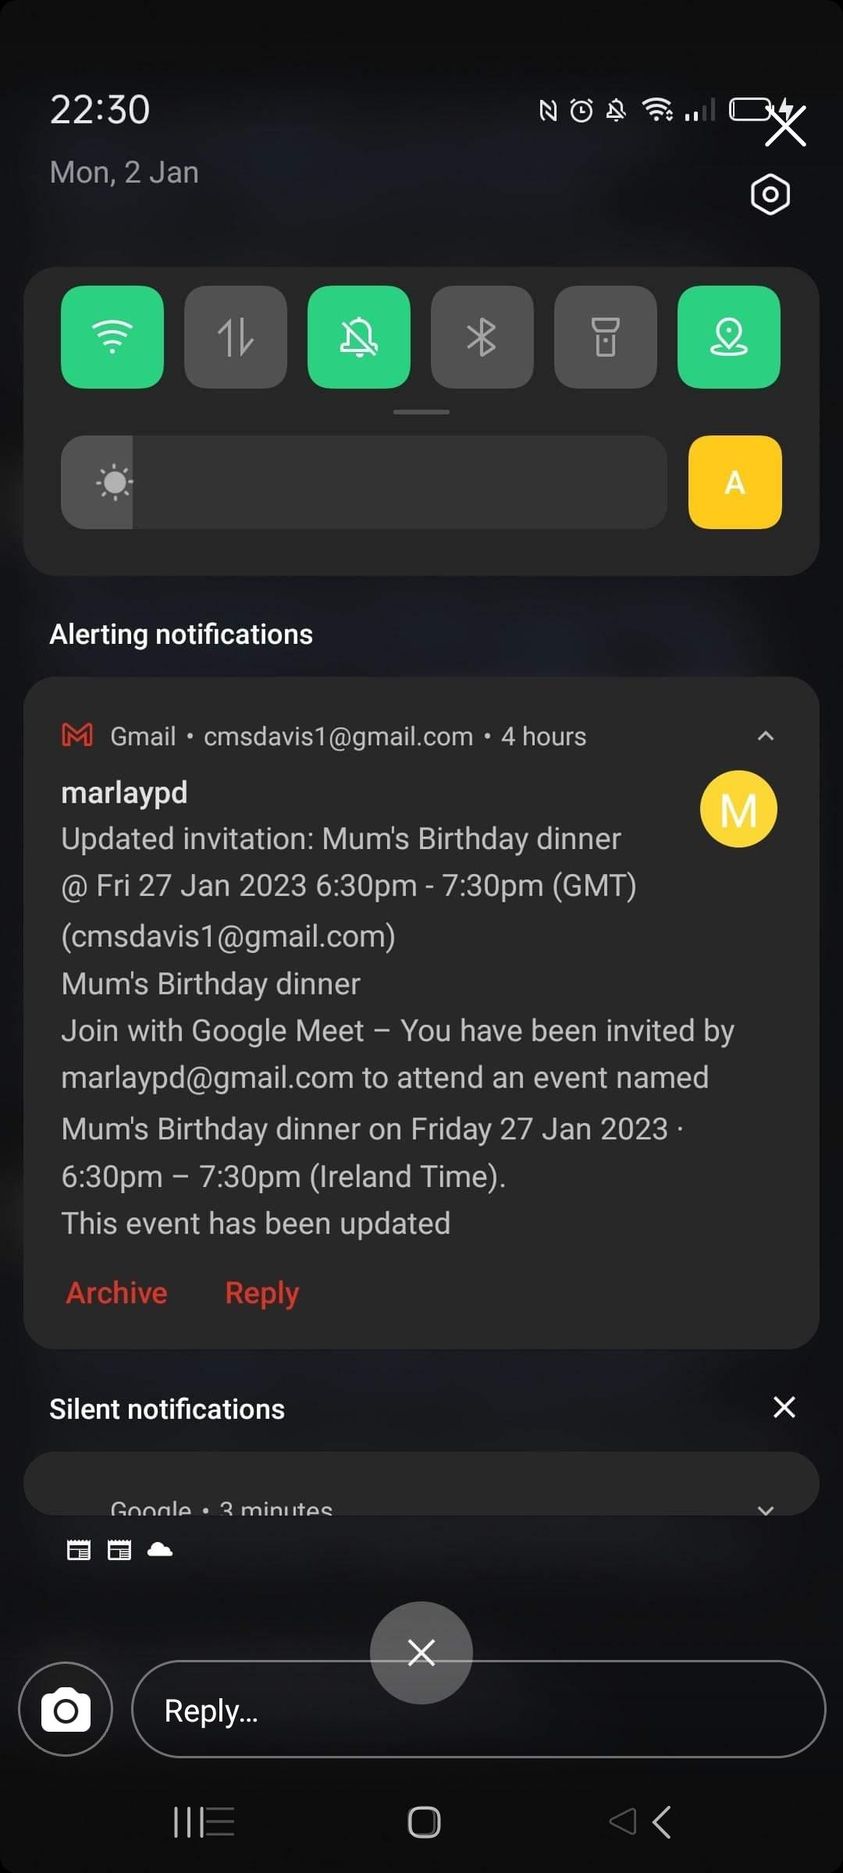 22:30
Mon, 2 Jan
A
Alerting notifications
Gmail • cmsdavis1@gmail.com • 4 hours
marlaypd
M
Updated invitation: Mum's Birthday dinner
@ Fri 27 Jan 2023 6:30pm - 7:30pm (GMT)
(cmsdavis1@gmail.com)
Mum's Birthday dinner
Join with Google Meet – You have been invited by
marlaypd@gmail.com to attend an event named
Mum's Birthday dinner on Friday 27 Jan 2023 ·
6:30pm – 7:30pm (Ireland Time).
This event has been updated
Archive Reply
Silent notifications
Google • 3 minutes
Reply...